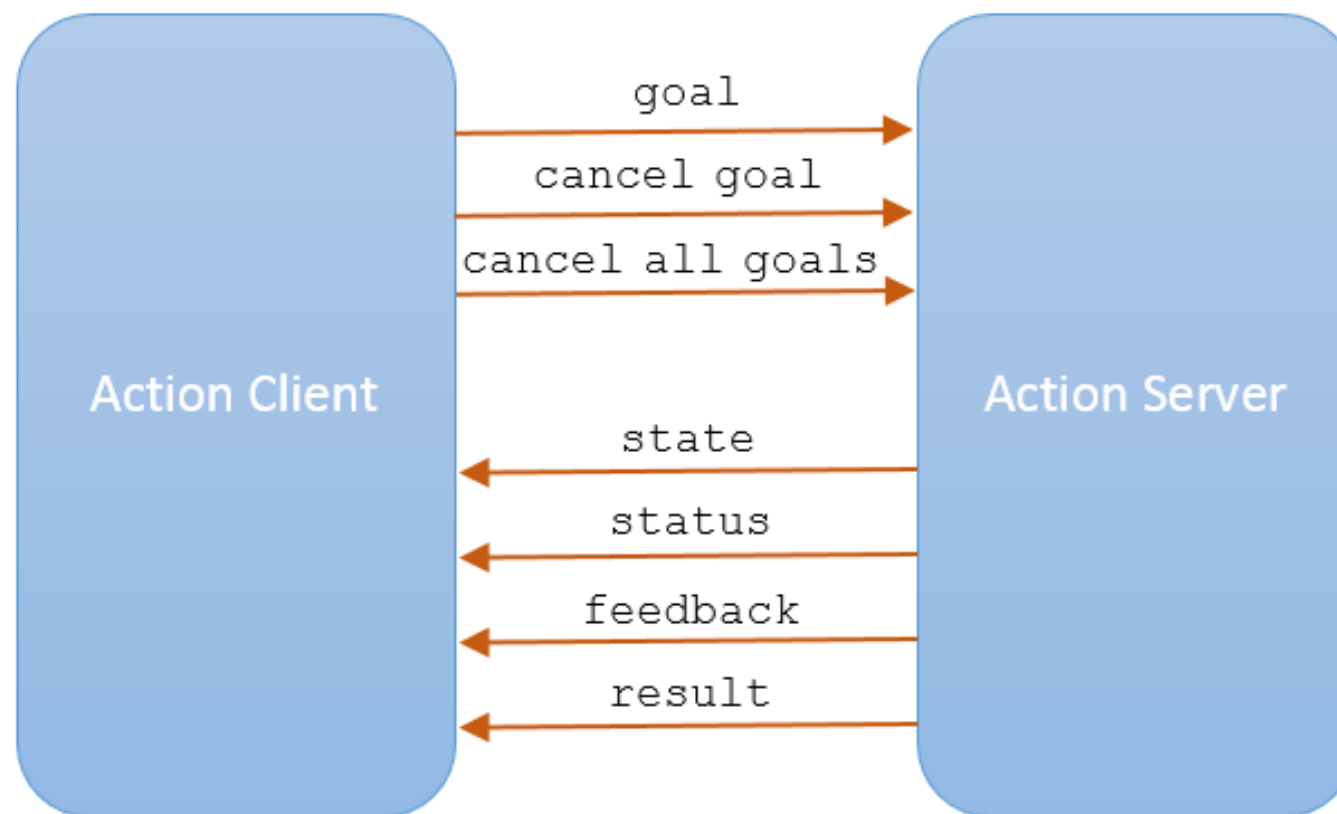 goal
cancel goal
cancel all goals
Action Client
Action Server
state
status
feedback
result